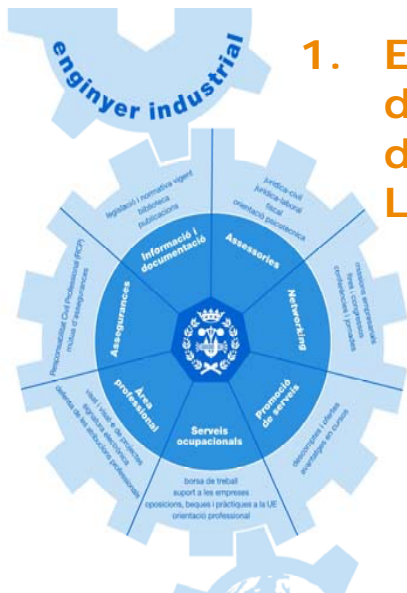 enginyer industrial
1. E
d
d
L
legislació i normativa vigent
biblioteca
publicacions
Informació i
documentació
jurídica-civil
jurídica-laboral
fiscal
orientació psicotècnica
Assessories
missions empresarials
fires i congressos
conferències i jornades
Networking
descomptes i ofertes
avantatges en cursos
Promoció
de serveis
Serveis
ocupacionals
borsa de treball
suport a les empreses
oposicions, beques i pràctiques a la UE
orientació professional
Àrea
professional
visat i visat e de projectes
signatura electrònica
defensa de les atribucions professionals
Assegurances
Responsabilitat Civil Professional (RCP)
mútua d'assegurances